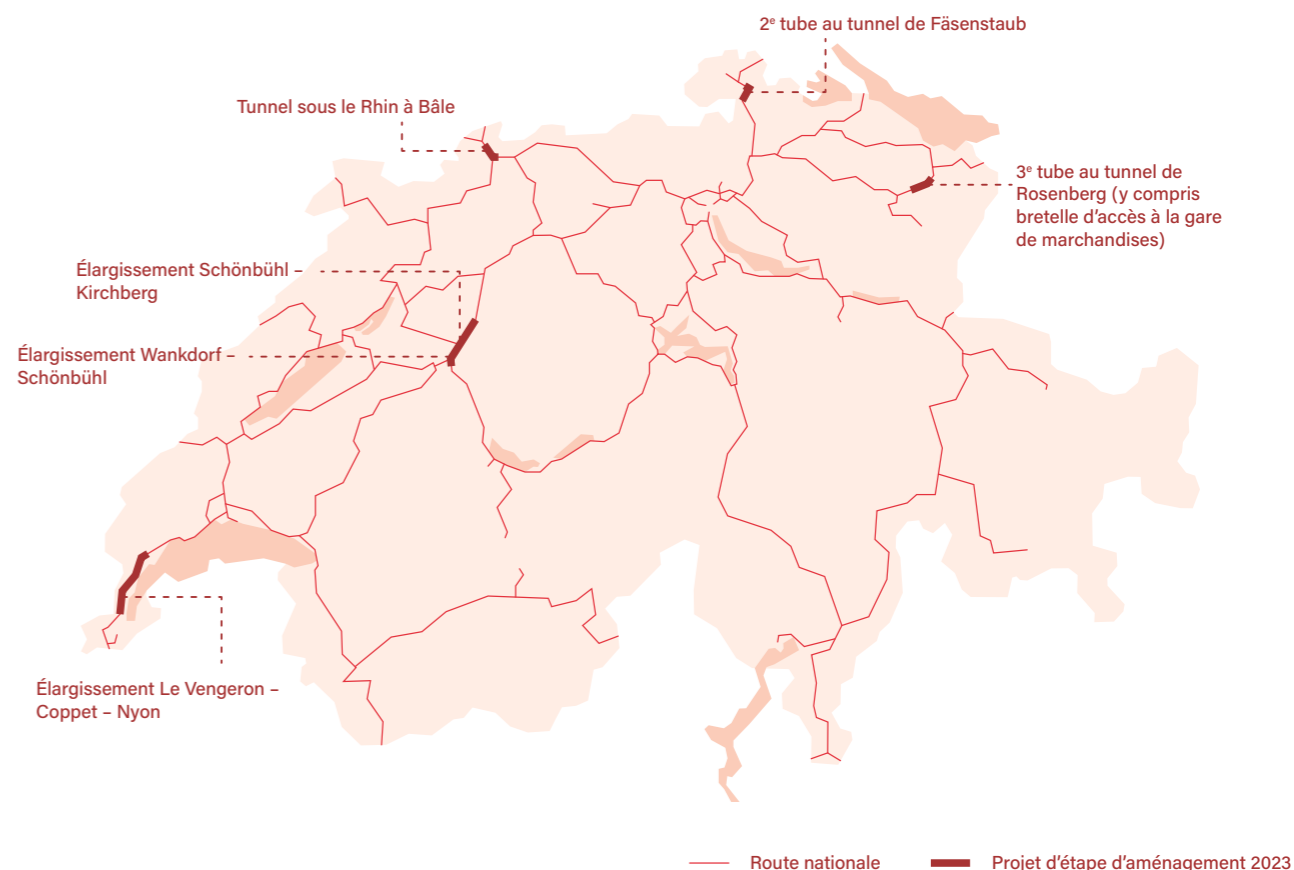 2e tube au tunnel de Fäsenstaub
Tunnel sous le Rhin à Bâle
3e tube au tunnel de
Rosenberg (y compris
bretelle d'accès à la gare
de marchandises)
Élargissement Schönbühl –
Kirchberg
Élargissement Wankdorf –
Schönbühl
Élargissement Le Vengeron –
Coppet – Nyon
Route nationale
Projet d'étape d'aménagement 2023